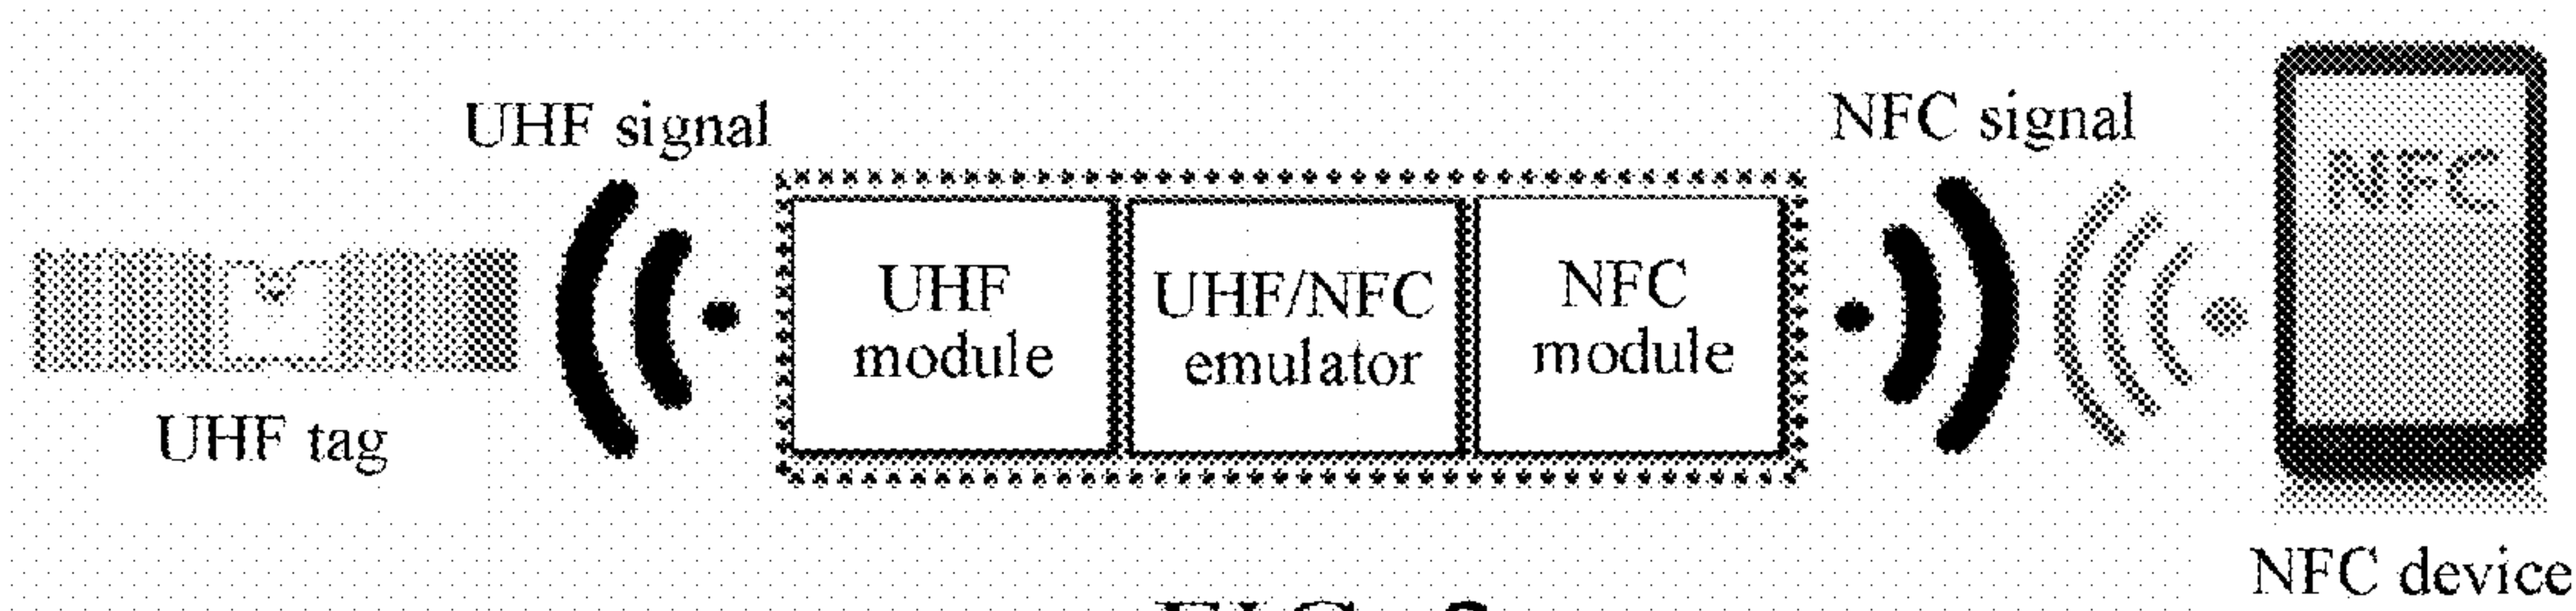 UHF signal
NFC signal
NFC
UHF
module
UHF/NFC
emulator
NFC
module
UHF tag
NFC device